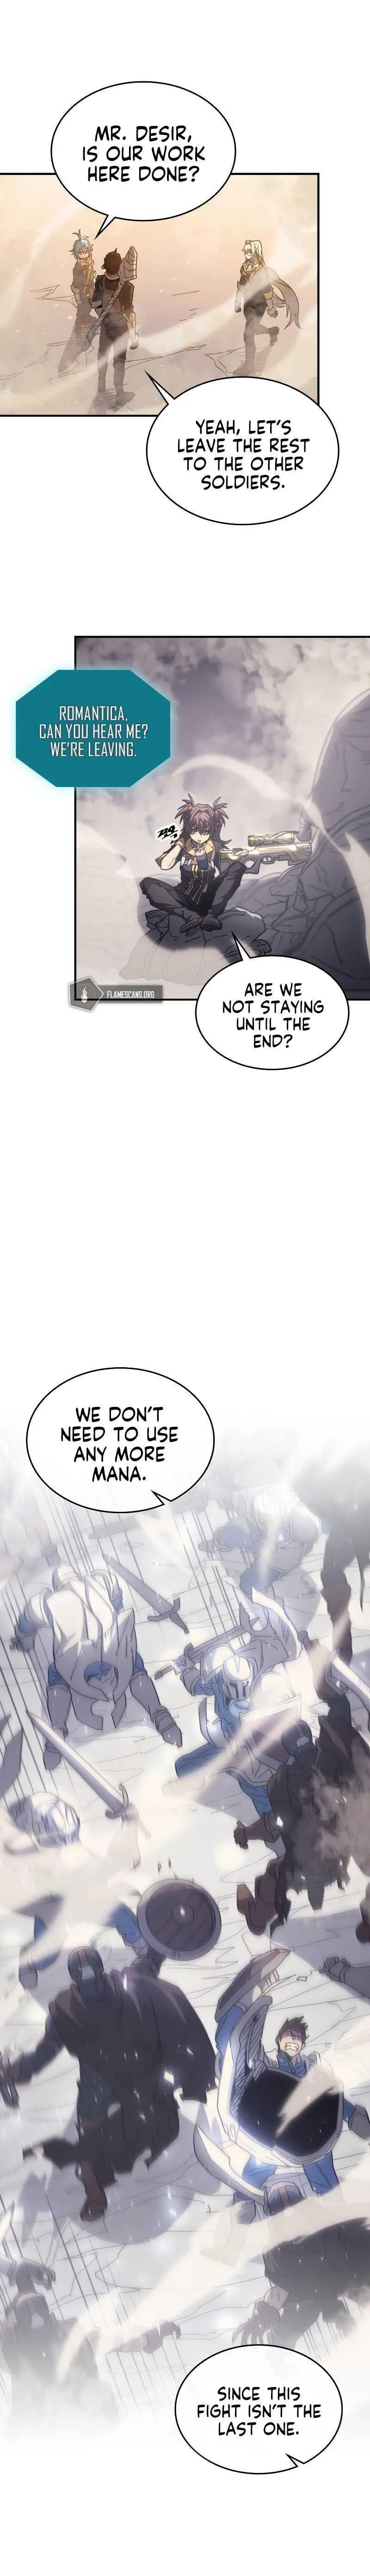 MR. DESIR,
IS OUR WORK
HERE DONE?
YEAH, LET'S
LEAVE THE REST
TO THE OTHER
SOLDIERS.
ROMANTICA,
CAN YOU HEAR ME?
WE'RE LEAVING.
FLAMESCANS.ORG
ARE WE
NOT STAYING
UNTIL THE
END?
WE DON'T
NEED TO USE
ANY MORE
MANA.
SINCE THIS
FIGHT ISN'T THE
LAST ONE.